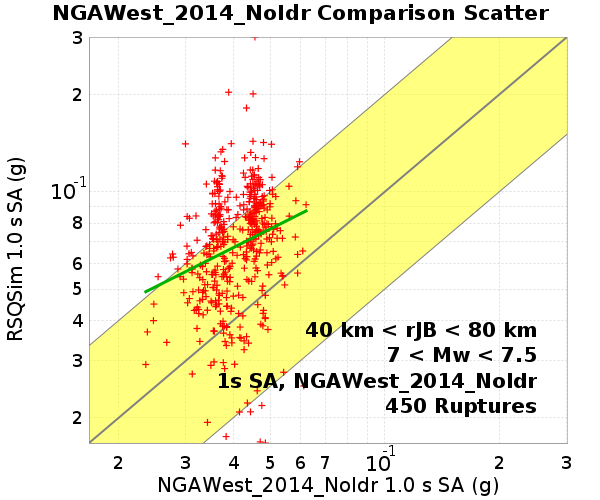 NGAWest_2014_NoIdr Comparison Scatter
RSQSim 1.0 s SA (g)
3
2
10-1
8
6
5
4
3
2
40 km < rJB < 80 km
7 < Mw < 7.5
1s SA, NGAWest_2014_NoIdr
450 Ruptures
2 3 4 5 6 7 10-1 2 3
NGAWest_2014_NoIdr 1.0 s SA (g)